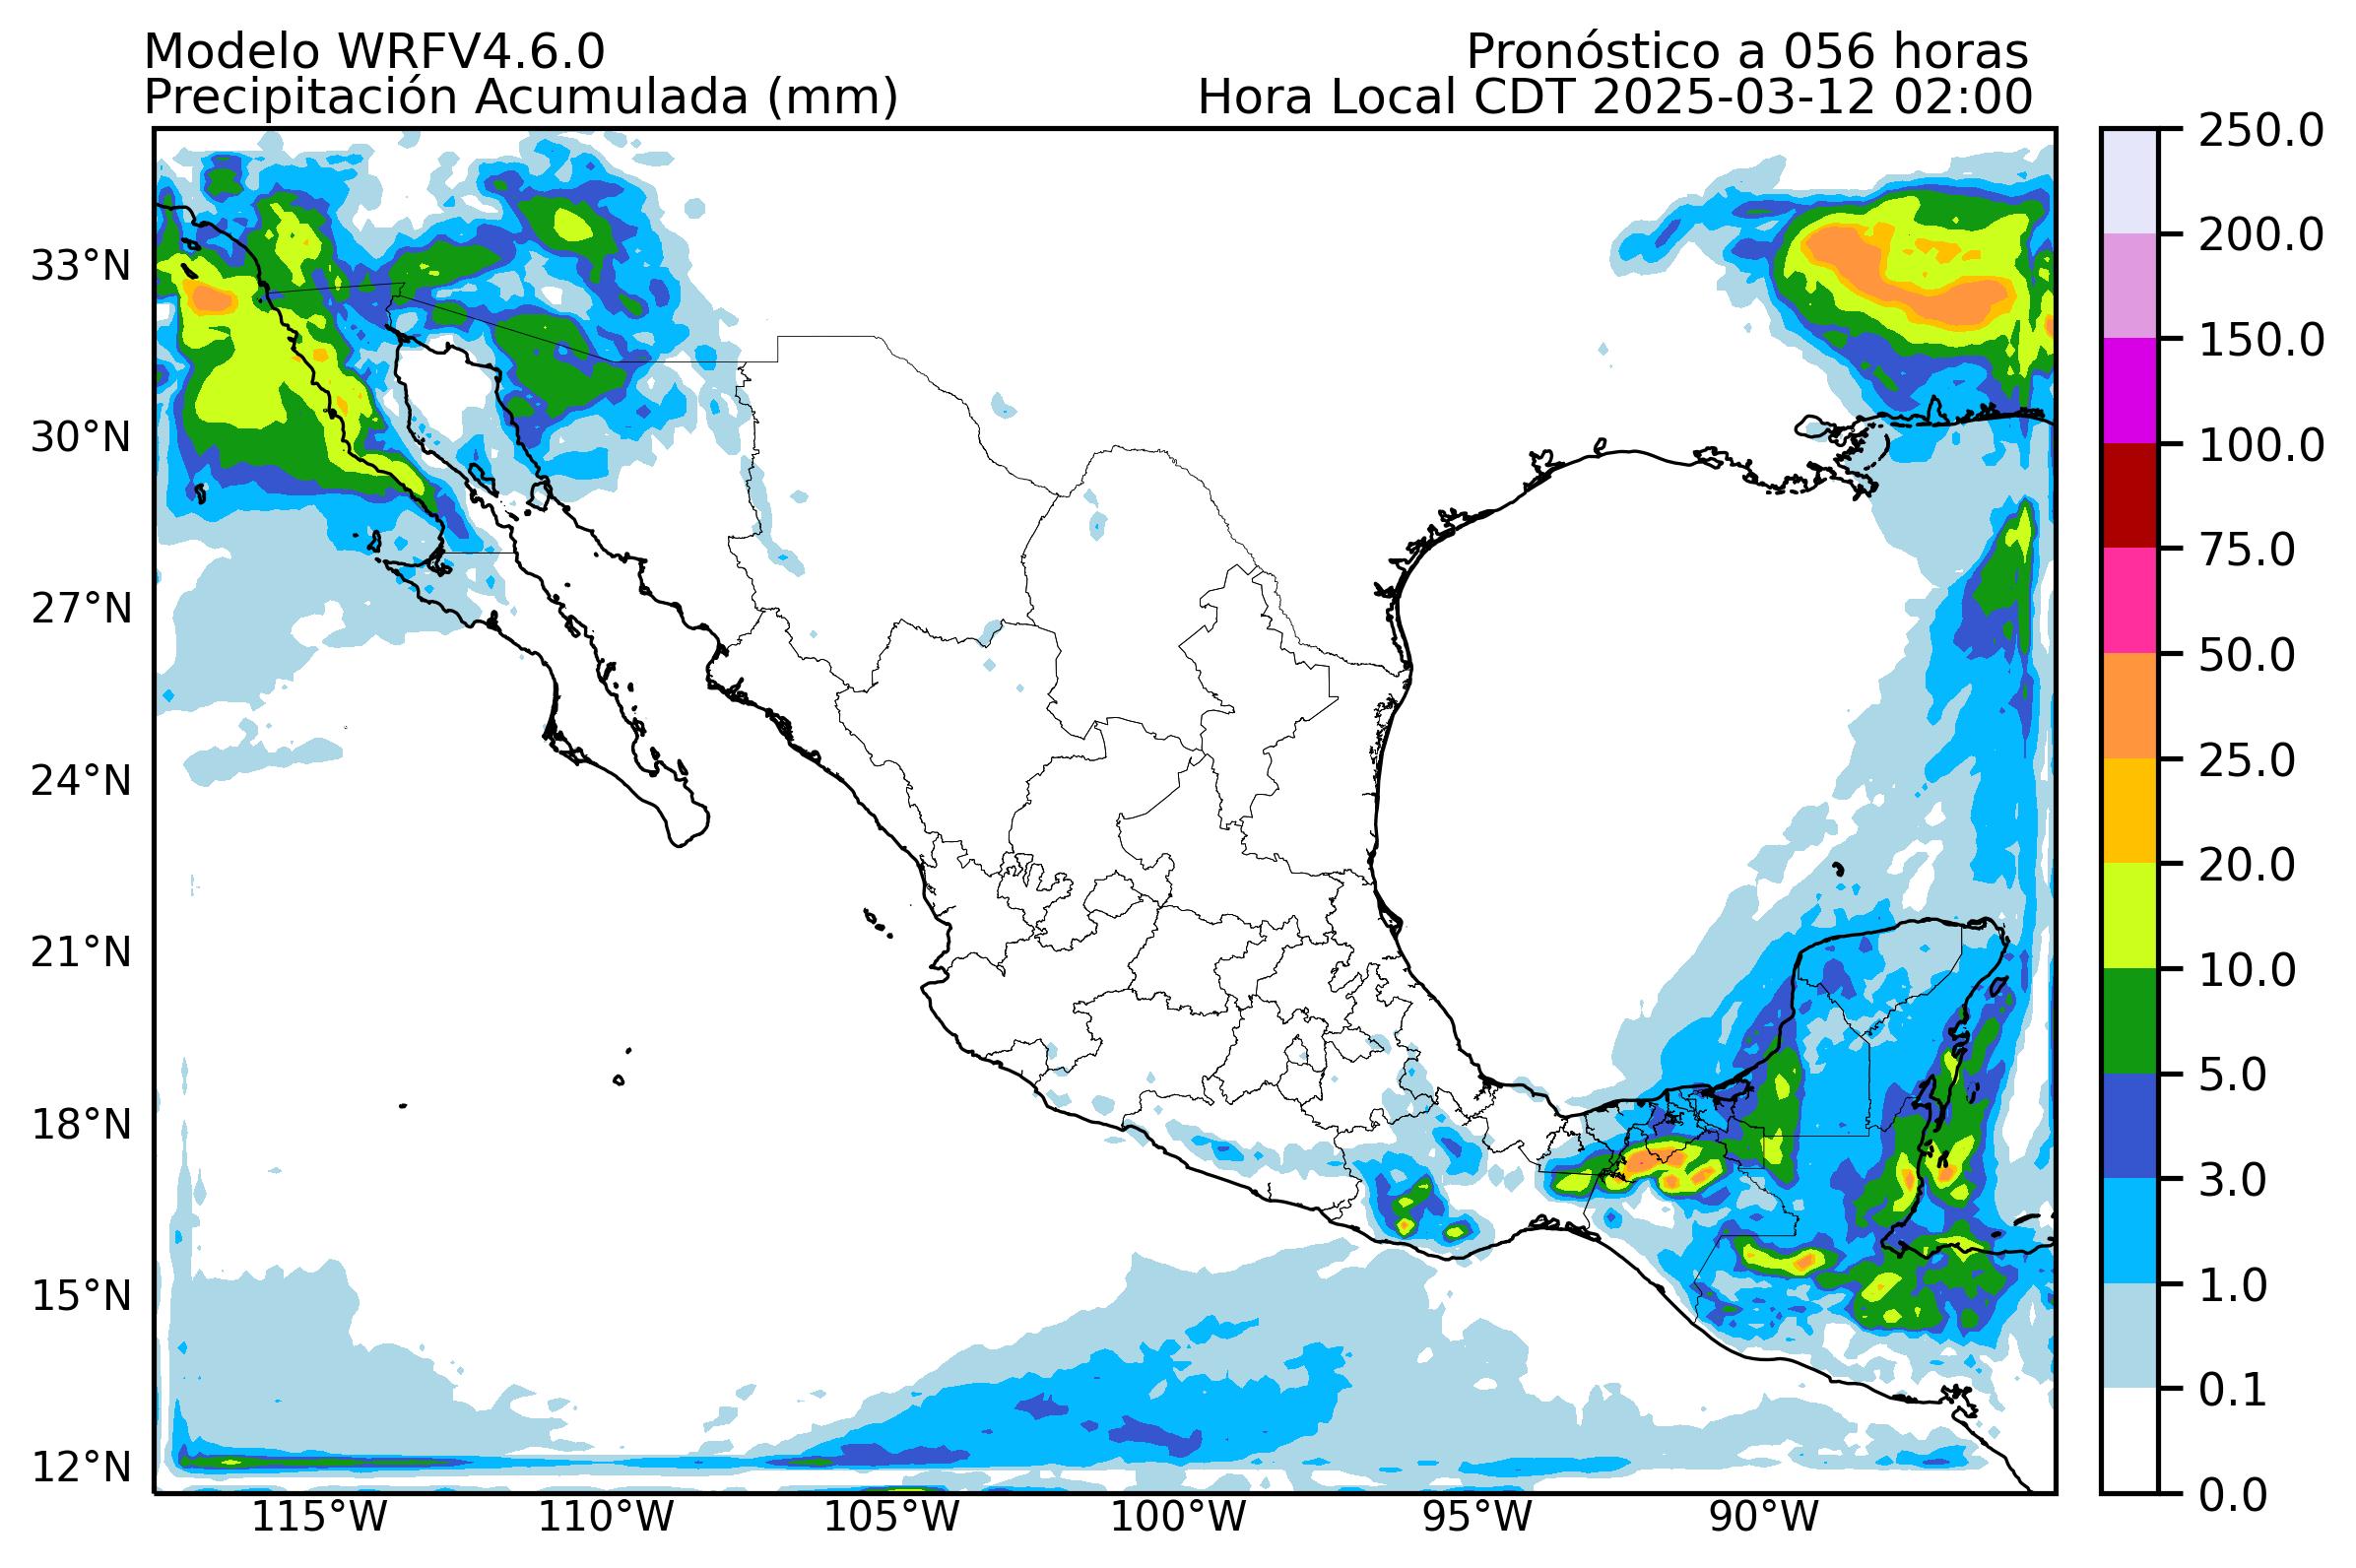 Modelo WRFV4.6.0
Pronóstico a 056 horas
Precipitación Acumulada (mm)
Hora Local CDT 2025-03-12 02:00
33°N
30°N
27°N
24°N
21°N
18°N
15°N
12°N
115°W
110°W
105°W
100°W
95°W
90°W
250.0
200.0
150.0
100.0
75.0
50.0
25.0
20.0
10.0
5.0
3.0
1.0
0.1
0.0